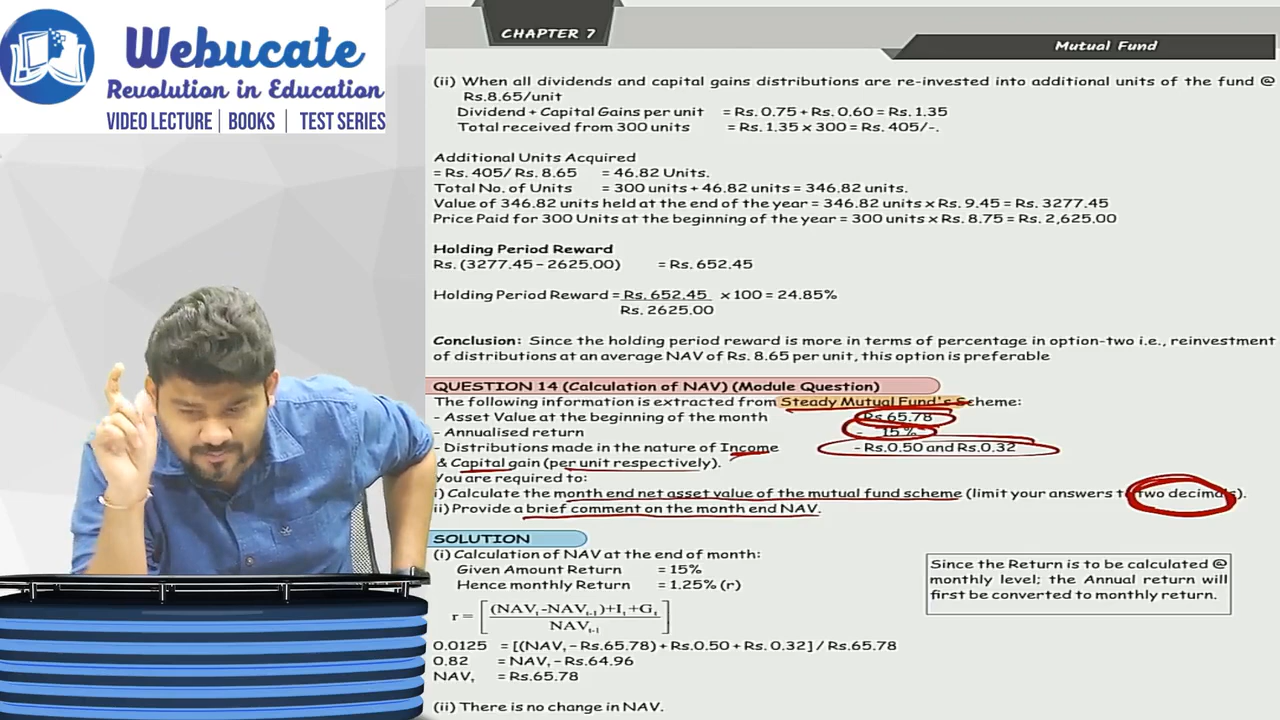 Webucate
Revolution in Education
VIDEO LECTURE | BOOKS | TEST SERIES
CHAPTER 7
Mutual Fund
(ii) When all dividends and capital gains distributions are re-invested into additional units of the fund @
Rs.8.65/unit
Dividend + Capital Gains per unit = Rs. 0.75 + Rs. 0.60 = Rs. 1.35
Total received from 300 units = Rs. 1.35 x 300 = Rs. 405/-.
Additional Units Acquired
= Rs. 405/ Rs. 8.65 = 46.82 Units.
Total No. of Units = 300 units + 46.82 units = 346.82 units.
Value of 346.82 units held at the end of the year = 346.82 units x Rs. 9.45 = Rs. 3277.45
Price Paid for 300 Units at the beginning of the year = 300 units x Rs. 8.75 = Rs. 2,625.00
Holding Period Reward
Rs. (3277.45 – 2625.00) = Rs. 652.45
Holding Period Reward = Rs. 652.45 x 100 = 24.85%
Rs. 2625.00
Conclusion: Since the holding period reward is more in terms of percentage in option-two i.e., reinvestment
of distributions at an average NAV of Rs. 8.65 per unit, this option is preferable
QUESTION 14 (Calculation of NAV) (Module Question)
The following information is extracted from Steady Mutual Fund's Scheme:
- Asset Value at the beginning of the month Rs.65.78
- Annualised return 15%
- Distributions made in the nature of Income - Rs.0.50 and Rs.0.32
& Capital gain (per unit respectively).
You are required to:
i) Calculate the month end net asset value of the mutual fund scheme (limit your answers to two decimals).
ii) Provide a brief comment on the month end NAV.
SOLUTION
(i) Calculation of NAV at the end of month:
Given Amount Return = 15%
Hence monthly Return = 1.25% (r)
Since the Return is to be calculated @
monthly level; the Annual return will
first be converted to monthly return.
r = [(NAVt-NAVt-1)+It+Gt / NAVt-1]
0.0125 = [(NAVt – Rs.65.78) + Rs.0.50 + Rs. 0.32] / Rs.65.78
0.82 = NAVt – Rs.64.96
NAVt = Rs.65.78
(ii) There is no change in NAV.